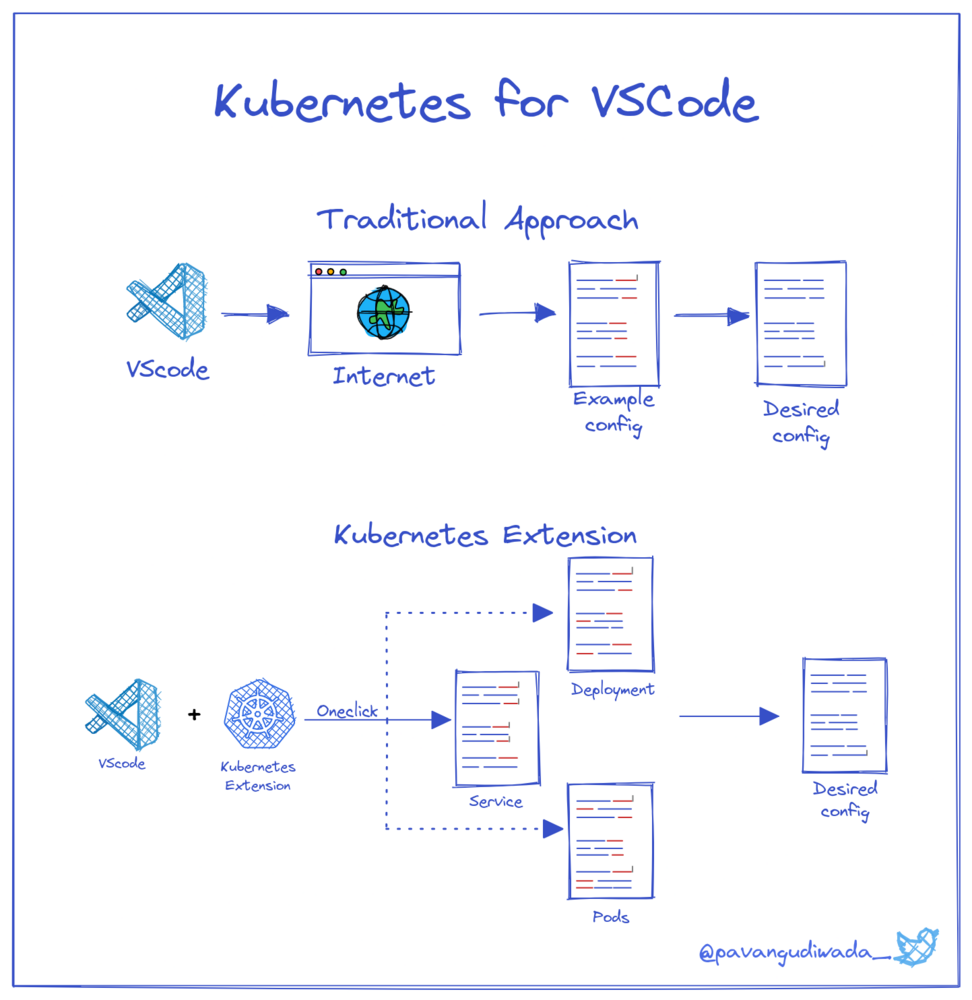 Kubernetes for VSCode
Traditional Approach
VScode
Internet
Example
config
Desired
config
Kubernetes Extension
VScode
+
Kubernetes
Extension
Oneclick
Deployment
Service
Pods
Desired
config
@pavangudiwada_